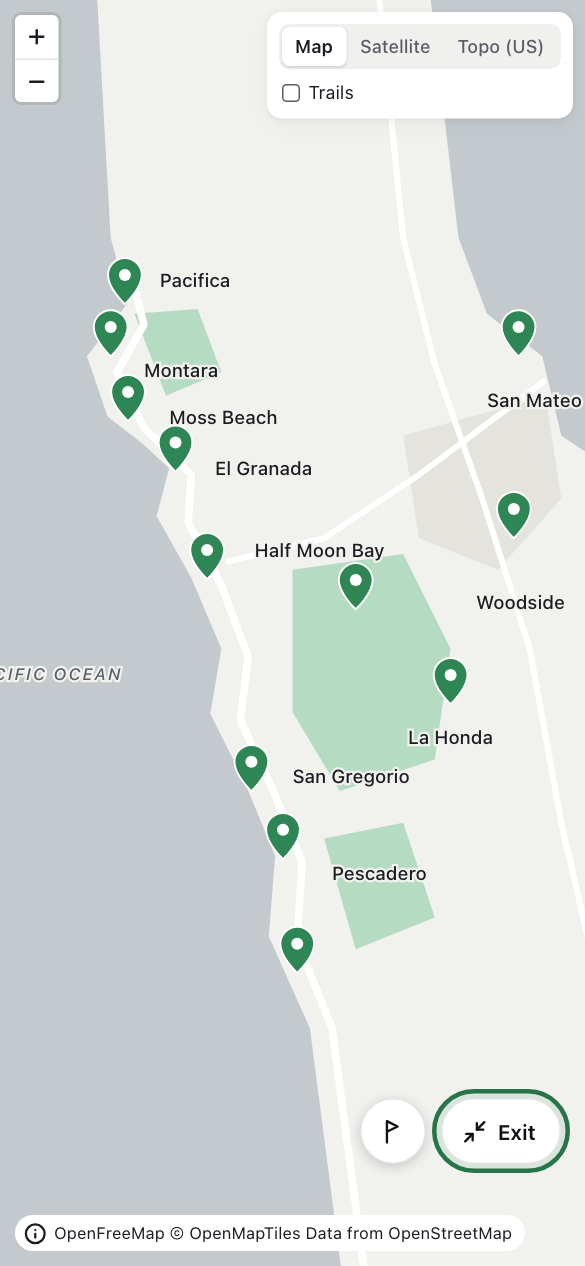 +
−
Map Satellite Topo (US)
Trails
Pacifica
Montara
San Mateo
Moss Beach
El Granada
Half Moon Bay
Woodside
CIFIC OCEAN
La Honda
San Gregorio
Pescadero
Exit
OpenFreeMap © OpenMapTiles Data from OpenStreetMap